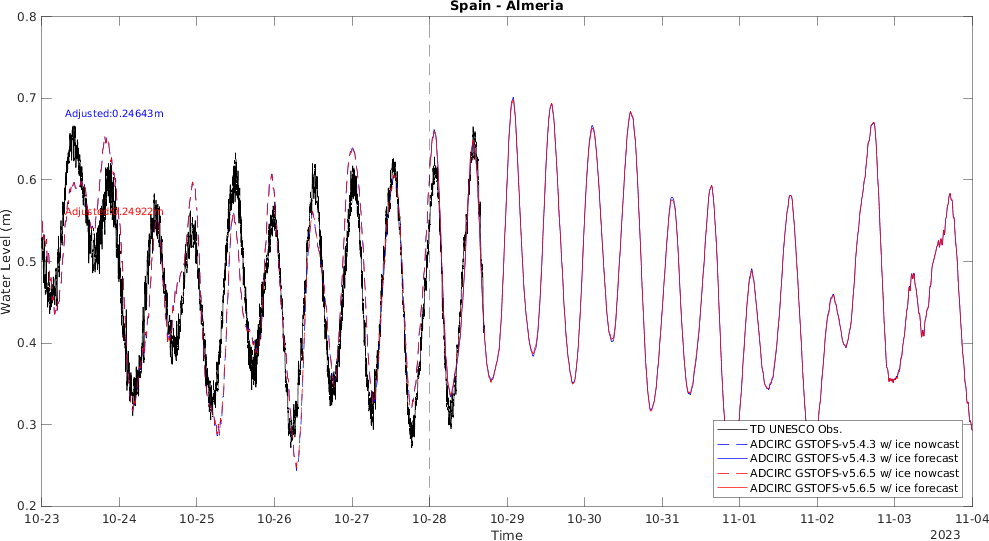 Spain - Almeria
Water Level (m)
0.8
0.7
0.6
0.5
0.4
0.3
0.2
Adjusted:0.24643m
Adjusted:0.24922m
10-23
10-24
10-25
10-26
10-27
10-28
10-29
10-30
10-31
11-01
11-02
11-03
11-04
Time
2023
TD UNESCO Obs.
ADCIRC GSTOFS-v5.4.3 w/ ice nowcast
ADCIRC GSTOFS-v5.4.3 w/ ice forecast
ADCIRC GSTOFS-v5.6.5 w/ ice nowcast
ADCIRC GSTOFS-v5.6.5 w/ ice forecast